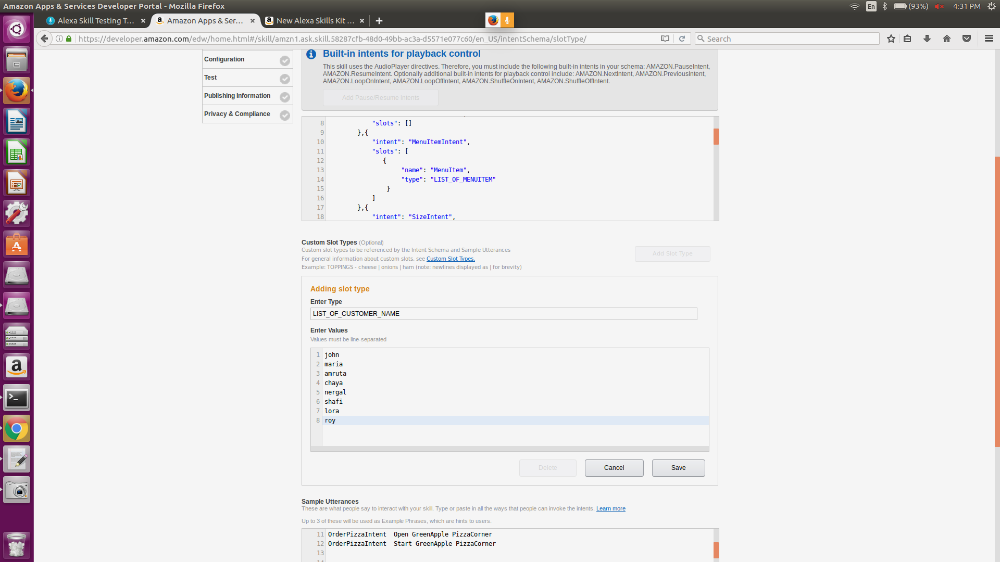 Amazon Apps & Services Developer Portal - Mozilla Firefox
En
(93%)
4:31 PM
Alexa Skill Testing T...
Amazon Apps & Ser...
New Alexa Skills Kit ...
https://developer.amazon.com/edw/home.html#/skill/amzn1.ask.skill.58287cfb-48d0-49bb-ac3a-d5571e077c60/en_US/intentSchema/slotType/
Search
Configuration
Test
Publishing Information
Privacy & Compliance
Built-in intents for playback control
This skill uses the AudioPlayer directives. Therefore, you must include the following built-in intents in your schema: AMAZON.PauseIntent,
AMAZON.ResumeIntent. Optionally additional built-in intents for playback control include: AMAZON.NextIntent, AMAZON.PreviousIntent,
AMAZON.LoopOnIntent, AMAZON.LoopOffIntent, AMAZON.ShuffleOnIntent, AMAZON.ShuffleOffIntent.
Add Pause/Resume intents
8 "slots": []
9 },{
10 "intent": "MenuItemIntent",
11 "slots": [
12 {
13 "name": "MenuItem",
14 "type": "LIST_OF_MENUITEM"
15 }
16 ]
17 },{
18 "intent": "SizeIntent",
Custom Slot Types (Optional)
Custom slot types to be referenced by the Intent Schema and Sample Utterances
For general information about custom slots, see Custom Slot Types.
Example: TOPPINGS - cheese | onions | ham (note: newlines displayed as | for brevity)
Add Slot Type
Adding slot type
Enter Type
LIST_OF_CUSTOMER_NAME
Enter Values
Values must be line-separated
1 john
2 maria
3 amruta
4 chaya
5 nergal
6 shafi
7 lora
8 roy
Delete
Cancel
Save
Sample Utterances
These are what people say to interact with your skill. Type or paste in all the ways that people can invoke the intents. Learn more
Up to 3 of these will be used as Example Phrases, which are hints to users.
11 OrderPizzaIntent Open GreenApple PizzaCorner
12 OrderPizzaIntent Start GreenApple PizzaCorner
13